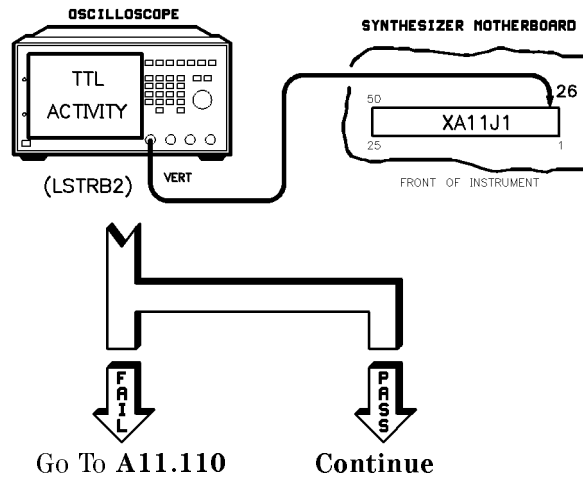 OSCILLOSCOPE
SYNTHESIZER MOTHERBOARD
TTL
ACTIVITY
26
50
XA11J1
25
1
(LSTRB2)
VERT
FRONT OF INSTRUMENT
FAIL
PASS
Go To A11.110
Continue